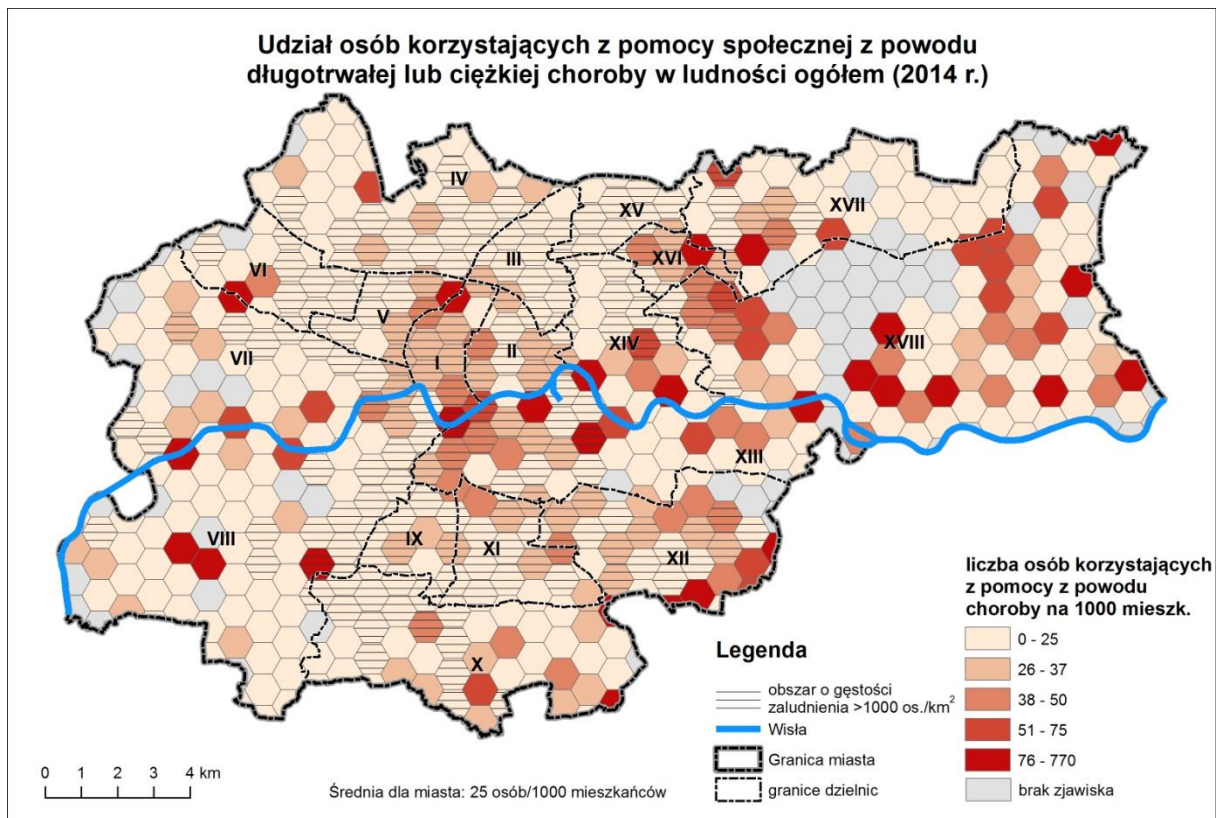 Udział osób korzystających z pomocy społecznej z powodu
długotrwałej lub ciężkiej choroby w ludności ogółem (2014 r.)
IV
XV
XVII
III
XVI
VI
V
VII
I
II
XIV
XVIII
XIII
VIII
IX
XI
XII
X
liczba osób korzystających
z pomocy z powodu
choroby na 1000 mieszk.
0 - 25
26 - 37
38 - 50
51 - 75
76 - 770
brak zjawiska
Legenda
obszar o gęstości
zaludnienia >1000 os./km²
Wisła
Granica miasta
granice dzielnic
0 1 2 3 4 km
Średnia dla miasta: 25 osób/1000 mieszkańców